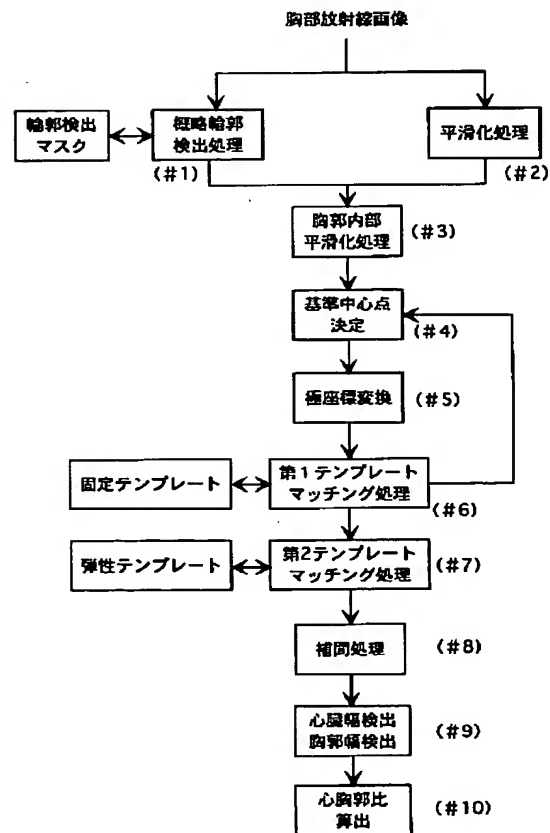 胸部放射線画像
輪郭検出
マスク
概略輪郭
検出処理
(#1)
平滑化処理
(#2)
胸郭内部
平滑化処理
(#3)
基準中心点
決定
(#4)
極座標変換
(#5)
固定テンプレート
第1テンプレート
マッチング処理
(#6)
弾性テンプレート
第2テンプレート
マッチング処理
(#7)
補間処理
(#8)
心臓幅検出
胸郭幅検出
(#9)
心胸郭比
算出
(#10)